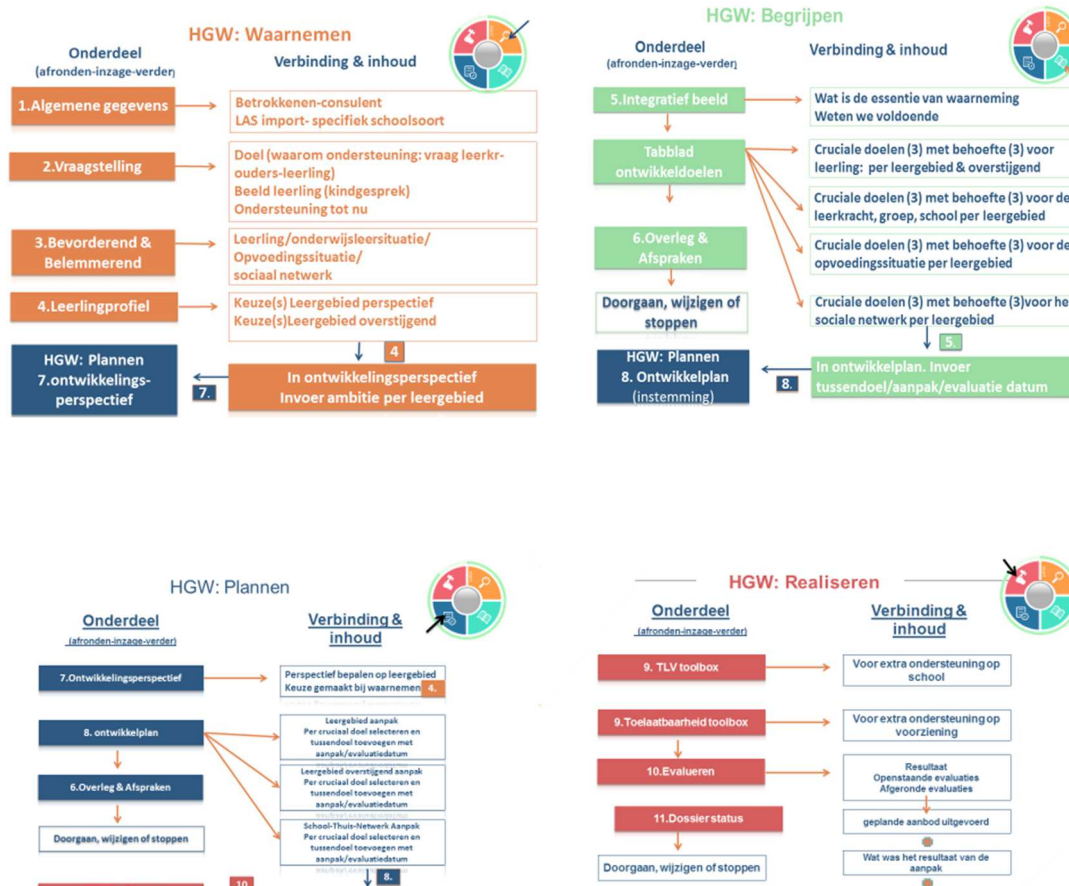 HGW: Waarnemen
Onderdeel
(afronden-inzage-verder)
Verbinding & inhoud
1.Algemene gegevens
Betrokkenen-consulent
LAS import- specifiek schoolsoort
2.Vraagstelling
Doel (waarom ondersteuning: vraag leerkr-
ouders-leerling)
Beeld leerling (kindgesprek)
Ondersteuning tot nu
3.Bevorderend &
Belemmerend
Leerling/onderwijsleersituatie/
Opvoedingssituatie/
sociaal netwerk
4.Leerlingprofiel
Keuze(s) Leergebied perspectief
Keuze(s)Leergebied overstijgend
4
HGW: Plannen
7.ontwikkelings-
perspectief
7.
In ontwikkelingsperspectief
Invoer ambitie per leergebied
HGW: Begrijpen
Onderdeel
(afronden-inzage-verder)
Verbinding & inhoud
5.Integratief beeld
Wat is de essentie van waarneming
Weten we voldoende
Tabblad
ontwikkeldoelen
Cruciale doelen (3) met behoefte (3) voor
leerling: per leergebied & overstijgend
Cruciale doelen (3) met behoefte (3) voor de
leerkracht, groep, school per leergebied
6.Overleg &
Afspraken
Cruciale doelen (3) met behoefte (3) voor de
opvoedingssituatie per leergebied
Doorgaan, wijzigen of
stoppen
Cruciale doelen (3) met behoefte (3)voor he
sociale netwerk per leergebied
5.
HGW: Plannen
8. Ontwikkelplan
(instemming)
8.
In ontwikkelplan. Invoer
tussendoel/aanpak/evaluatie datum
HGW: Plannen
Onderdeel
(afronden-inzage-verder)
Verbinding &
inhoud
7.Ontwikkelingsperspectief
Perspectief bepalen op leergebied
Keuze gemaakt bij waarnemen 4.
8. ontwikkelplan
Leergebied aanpak
Per cruciaal doel selecteren en
tussendoel toevoegen met
aanpak/evaluatiedatum
6.Overleg & Afspraken
Leergebied overstijgend aanpak
Per cruciaal doel selecteren en
tussendoel toevoegen met
aanpak/evaluatiedatum
Doorgaan, wijzigen of stoppen
School-Thuis-Netwerk Aanpak
Per cruciaal doel selecteren en
tussendoel toevoegen met
aanpak/evaluatiedatum
8.
10
HGW: Realiseren
Onderdeel
(afronden-inzage-verder)
Verbinding &
inhoud
9. TLV toolbox
Voor extra ondersteuning op
school
9.Toelaatbaarheid toolbox
Voor extra ondersteuning op
voorziening
10.Evalueren
Resultaat
Openstaande evaluaties
Afgeronde evaluaties
11.Dossier status
geplande aanbod uitgevoerd
Doorgaan, wijzigen of stoppen
Wat was het resultaat van de
aanpak